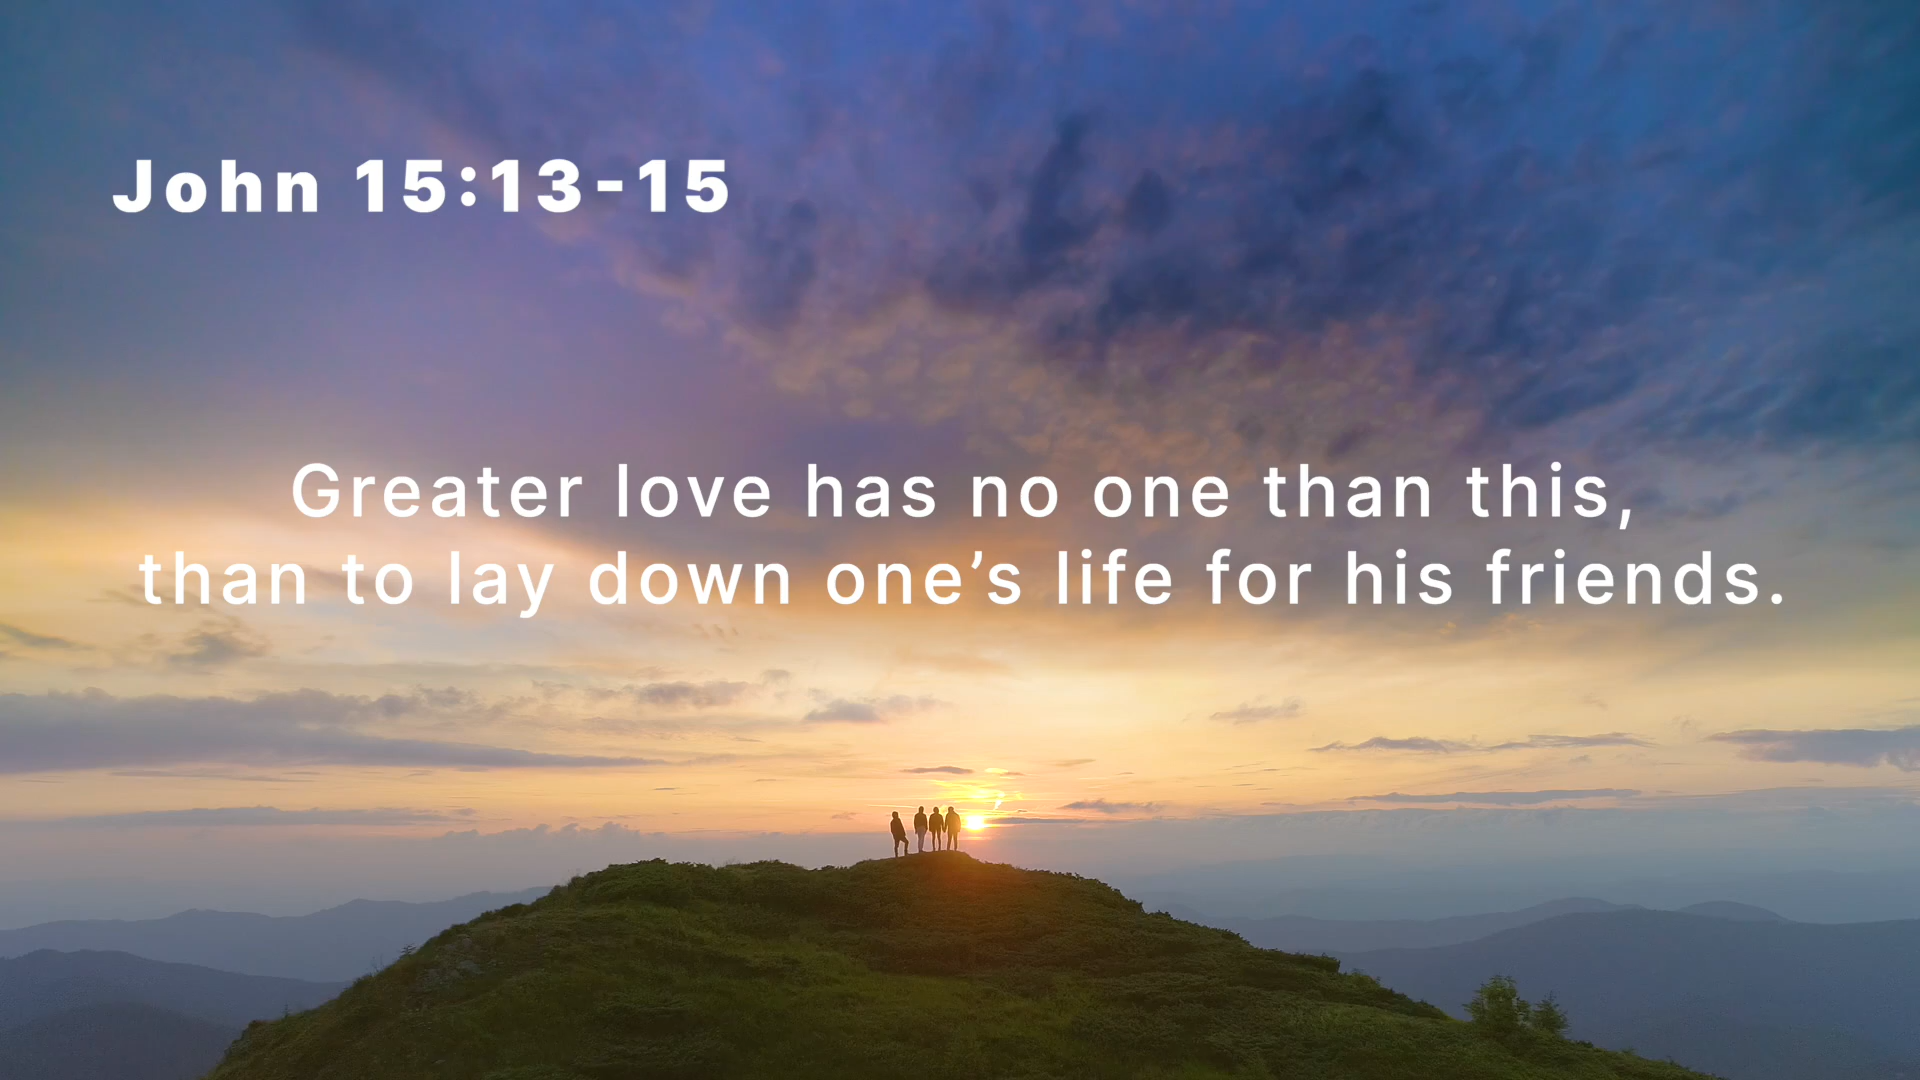 John 15:13-15
Greater love has no one than this,
than to lay down one’s life for his friends.